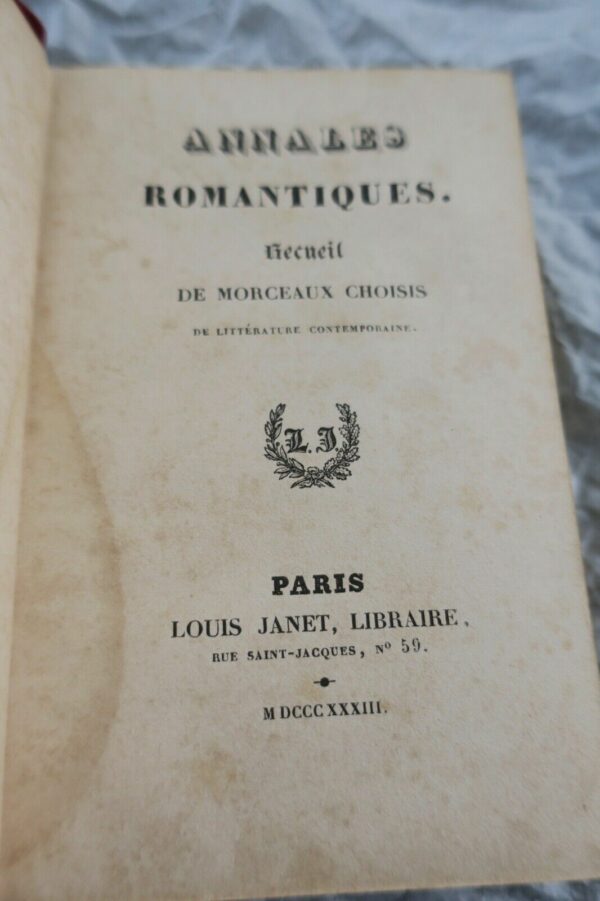 ANNALES
ROMANTIQUES.
Recueil
DE MORCEAUX CHOISIS
DE LITTÉRATURE CONTEMPORAINE.
L. J.
PARIS
LOUIS JANET, LIBRAIRE,
RUE SAINT-JACQUES, Nº 59.
M DCCC XXXIII.